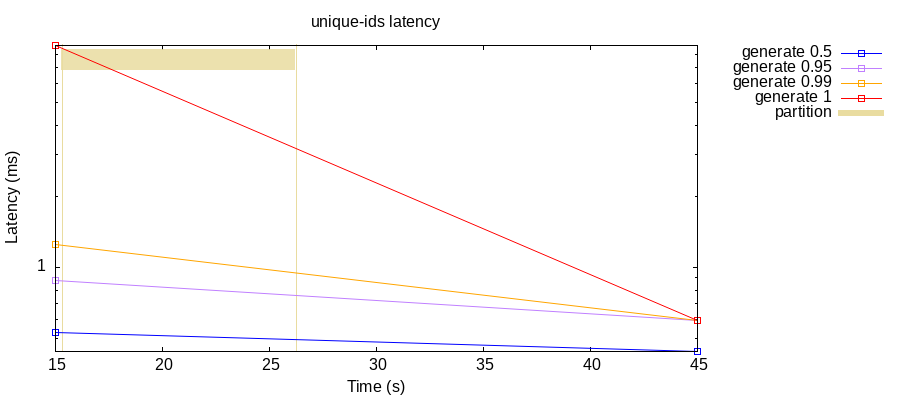 unique-ids latency
generate 0.5
generate 0.95
generate 0.99
generate 1
partition
Latency (ms)
1
15 20 25 30 35 40 45
Time (s)